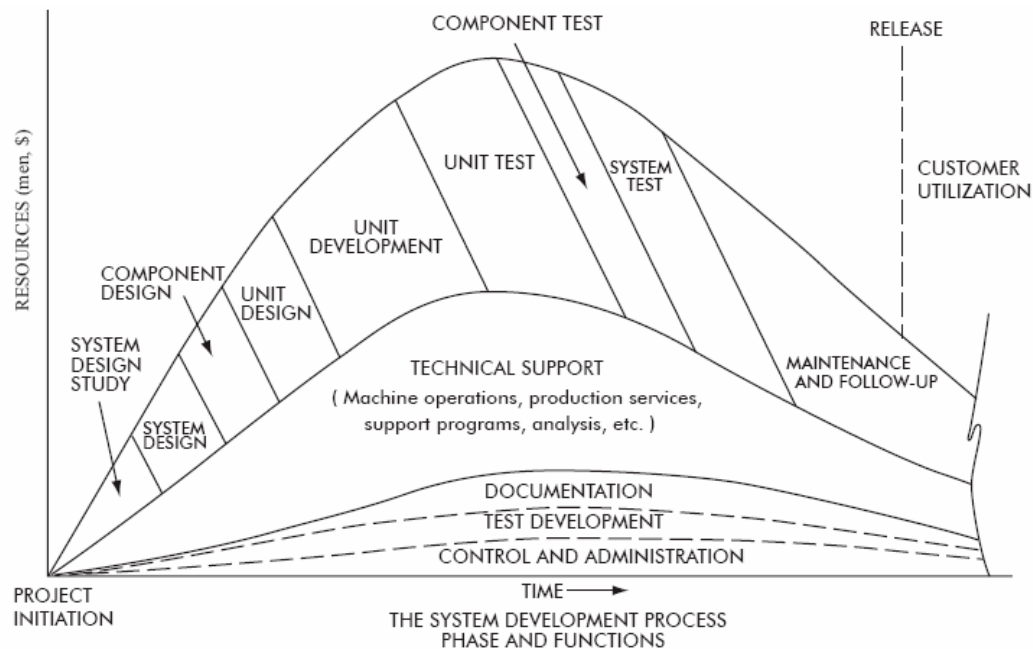 COMPONENT TEST
RELEASE
RESOURCES (men, $)
UNIT TEST
SYSTEM
TEST
CUSTOMER
UTILIZATION
UNIT
DEVELOPMENT
COMPONENT
DESIGN
UNIT
DESIGN
SYSTEM
DESIGN
STUDY
SYSTEM
DESIGN
TECHNICAL SUPPORT
( Machine operations, production services,
support programs, analysis, etc. )
MAINTENANCE
AND FOLLOW-UP
DOCUMENTATION
TEST DEVELOPMENT
CONTROL AND ADMINISTRATION
PROJECT
INITIATION
TIME
THE SYSTEM DEVELOPMENT PROCESS
PHASE AND FUNCTIONS